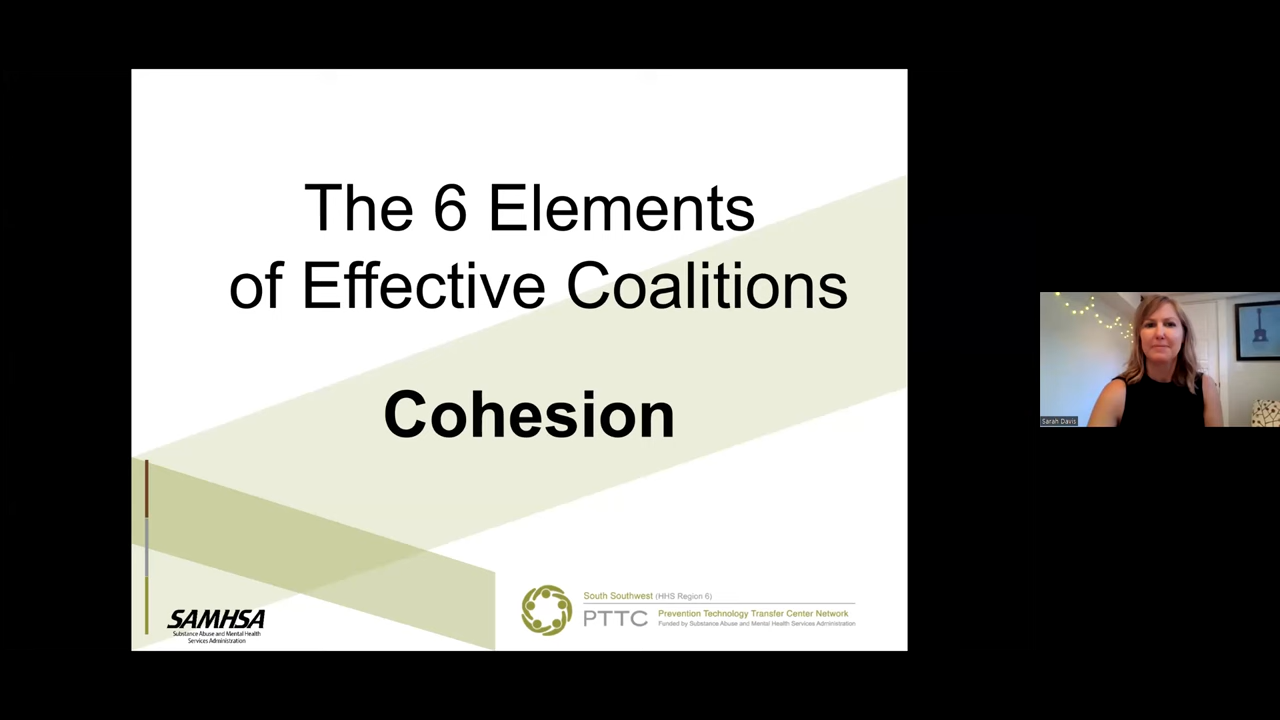 The 6 Elements
of Effective Coalitions
Cohesion
SAMHSA
Substance Abuse and Mental Health
Services Administration
South Southwest (HHS Region 6)
PTTC
Prevention Technology Transfer Center Network
Funded by Substance Abuse and Mental Health Services Administration
Sarah Davis